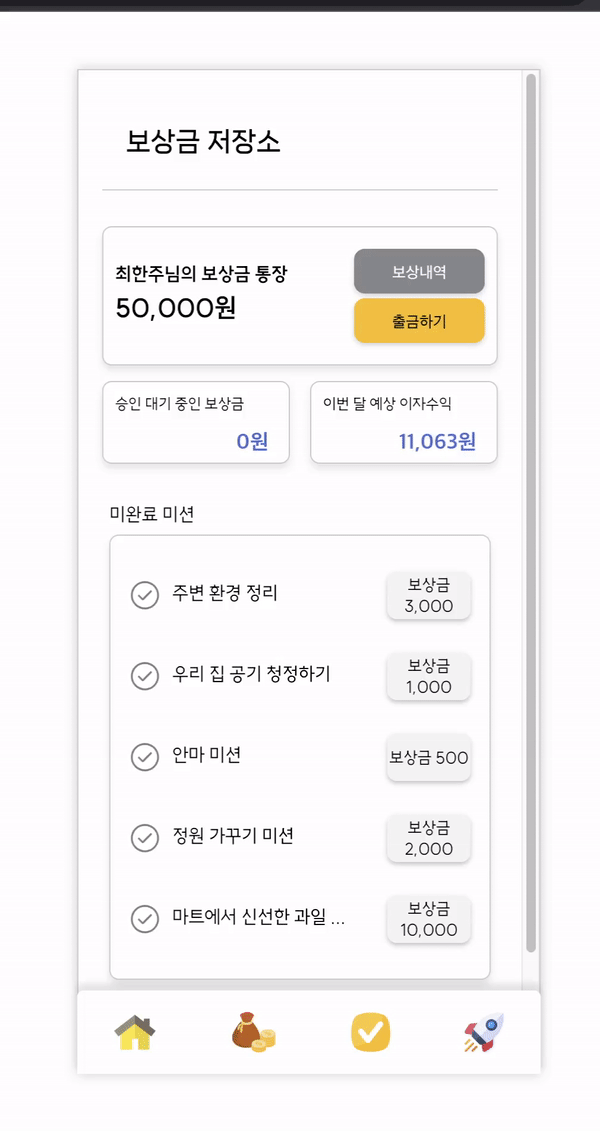 보상금 저장소
최한주님의 보상금 통장
50,000원
보상내역
출금하기
승인 대기 중인 보상금
0원
이번 달 예상 이자수익
11,063원
미완료 미션
주변 환경 정리
보상금
3,000
우리 집 공기 청정하기
보상금
1,000
안마 미션
보상금 500
정원 가꾸기 미션
보상금
2,000
마트에서 신선한 과일 ...
보상금
10,000